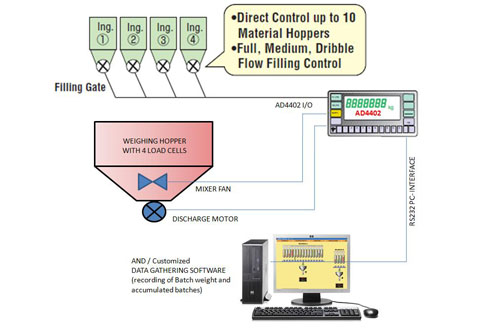 Ing. ①
Ing. ②
Ing. ③
Ing. ④
•Direct Control up to 10
Material Hoppers
•Full, Medium, Dribble
Flow Filling Control
Filling Gate
AD4402 I/O
8888888 kg
AD4402
WEIGHING HOPPER
WITH 4 LOAD CELLS
MIXER FAN
DISCHARGE MOTOR
RS232 PC- INTERFACE
AND / Customized
DATA GATHERING SOFTWARE
(recording of Batch weight and
accumulated batches)